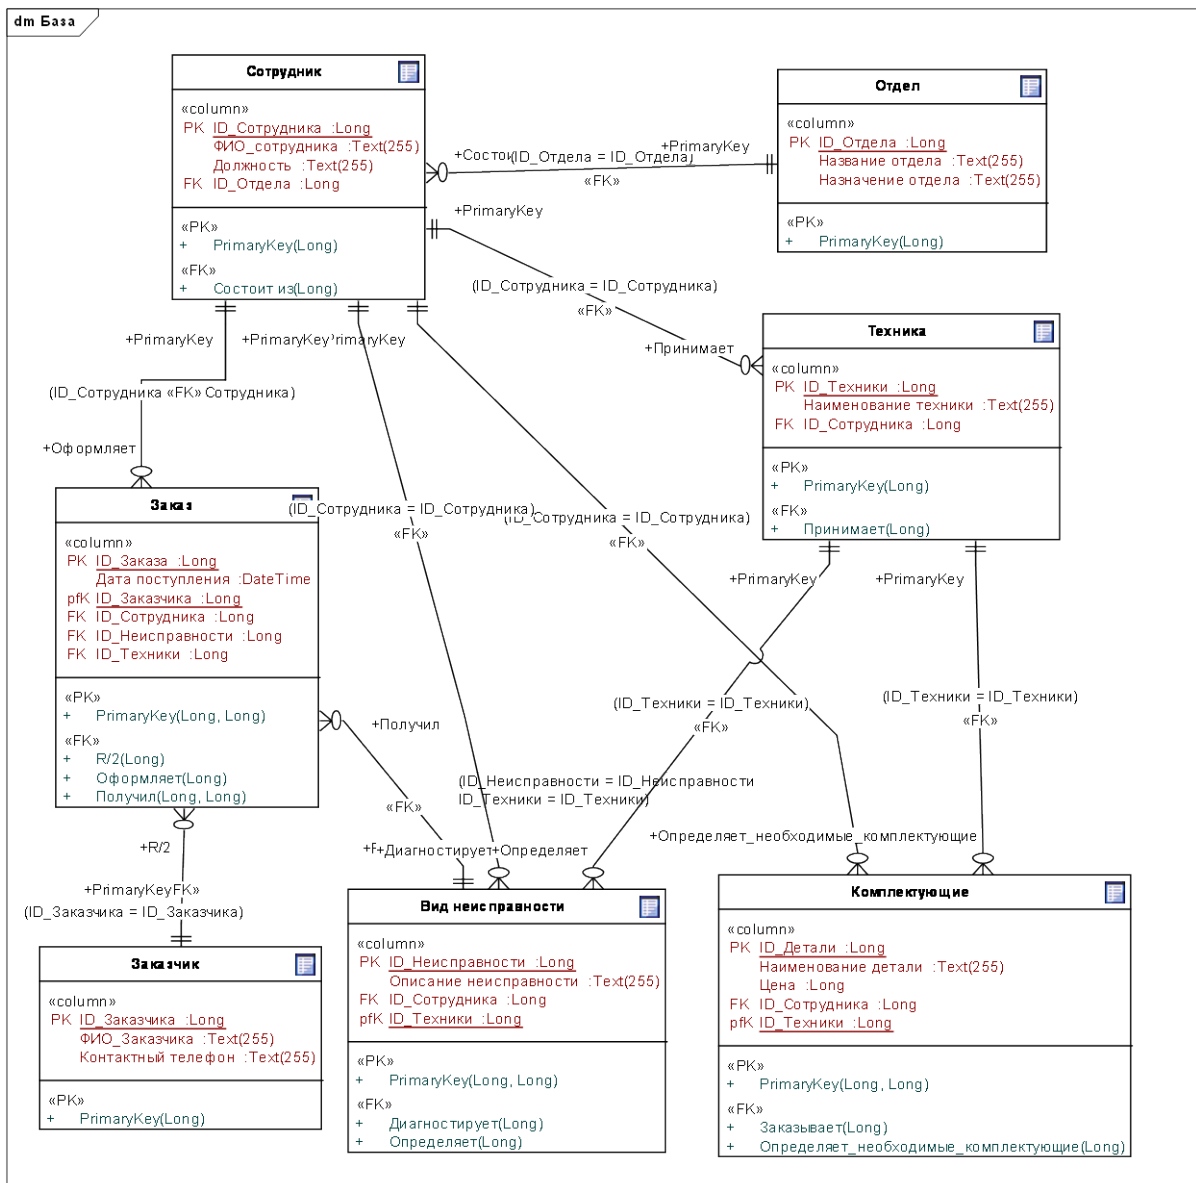 dm База
Сотрудник
«column»
PK ID_Сотрудника :Long
ФИО_сотрудника :Text(255)
Должность :Text(255)
FK ID_Отдела :Long
«PK»
+ PrimaryKey(Long)
«FK»
+ Состоит из(Long)
Отдел
«column»
PK ID_Отдела :Long
Название отдела :Text(255)
Назначение отдела :Text(255)
«PK»
+ PrimaryKey(Long)
(ID_Отдела = ID_Отдела)
+PrimaryKey
«FK»
+PrimaryKey
(ID_Сотрудника = ID_Сотрудника)
«FK»
+Принимает
Техника
«column»
PK ID_Техники :Long
Наименование техники :Text(255)
FK ID_Сотрудника :Long
«PK»
+ PrimaryKey(Long)
«FK»
+ Принимает(Long)
+PrimaryKey
+PrimaryKey
(ID_Сотрудника «FK» Сотрудника)
+Оформляет
Заказ
«column»
PK ID_Заказа :Long
Дата поступления :DateTime
pfK ID_Заказчика :Long
FK ID_Сотрудника :Long
FK ID_Неисправности :Long
FK ID_Техники :Long
«PK»
+ PrimaryKey(Long, Long)
«FK»
+ R/2(Long)
+ Оформляет(Long)
+ Получил(Long, Long)
(ID_Сотрудника = ID_Сотрудника)
«FK»
ID_Сотрудника = ID_Сотрудника)
«FK»
+PrimaryKey
+PrimaryKey
(ID_Техники = ID_Техники)
«FK»
(ID_Техники = ID_Техники)
«FK»
+Получил
(ID_Неисправности = ID_Неисправности
ID_Техники = ID_Техники)
«FK»
+Диагностирует
+Определяет
+Определяет_необходимые_комплектующие
+R/2
+PrimaryKey
FK»
(ID_Заказчика = ID_Заказчика)
Заказчик
«column»
PK ID_Заказчика :Long
ФИО_Заказчика :Text(255)
Контактный телефон :Text(255)
«PK»
+ PrimaryKey(Long)
Вид неисправности
«column»
PK ID_Неисправности :Long
Описание неисправности :Text(255)
FK ID_Сотрудника :Long
pfK ID_Техники :Long
«PK»
+ PrimaryKey(Long, Long)
«FK»
+ Диагностирует(Long)
+ Определяет(Long)
Комплектующие
«column»
PK ID_Детали :Long
Наименование детали :Text(255)
Цена :Long
FK ID_Сотрудника :Long
pfK ID_Техники :Long
«PK»
+ PrimaryKey(Long, Long)
«FK»
+ Заказывает(Long)
+ Определяет_необходимые_комплектующие(Long)